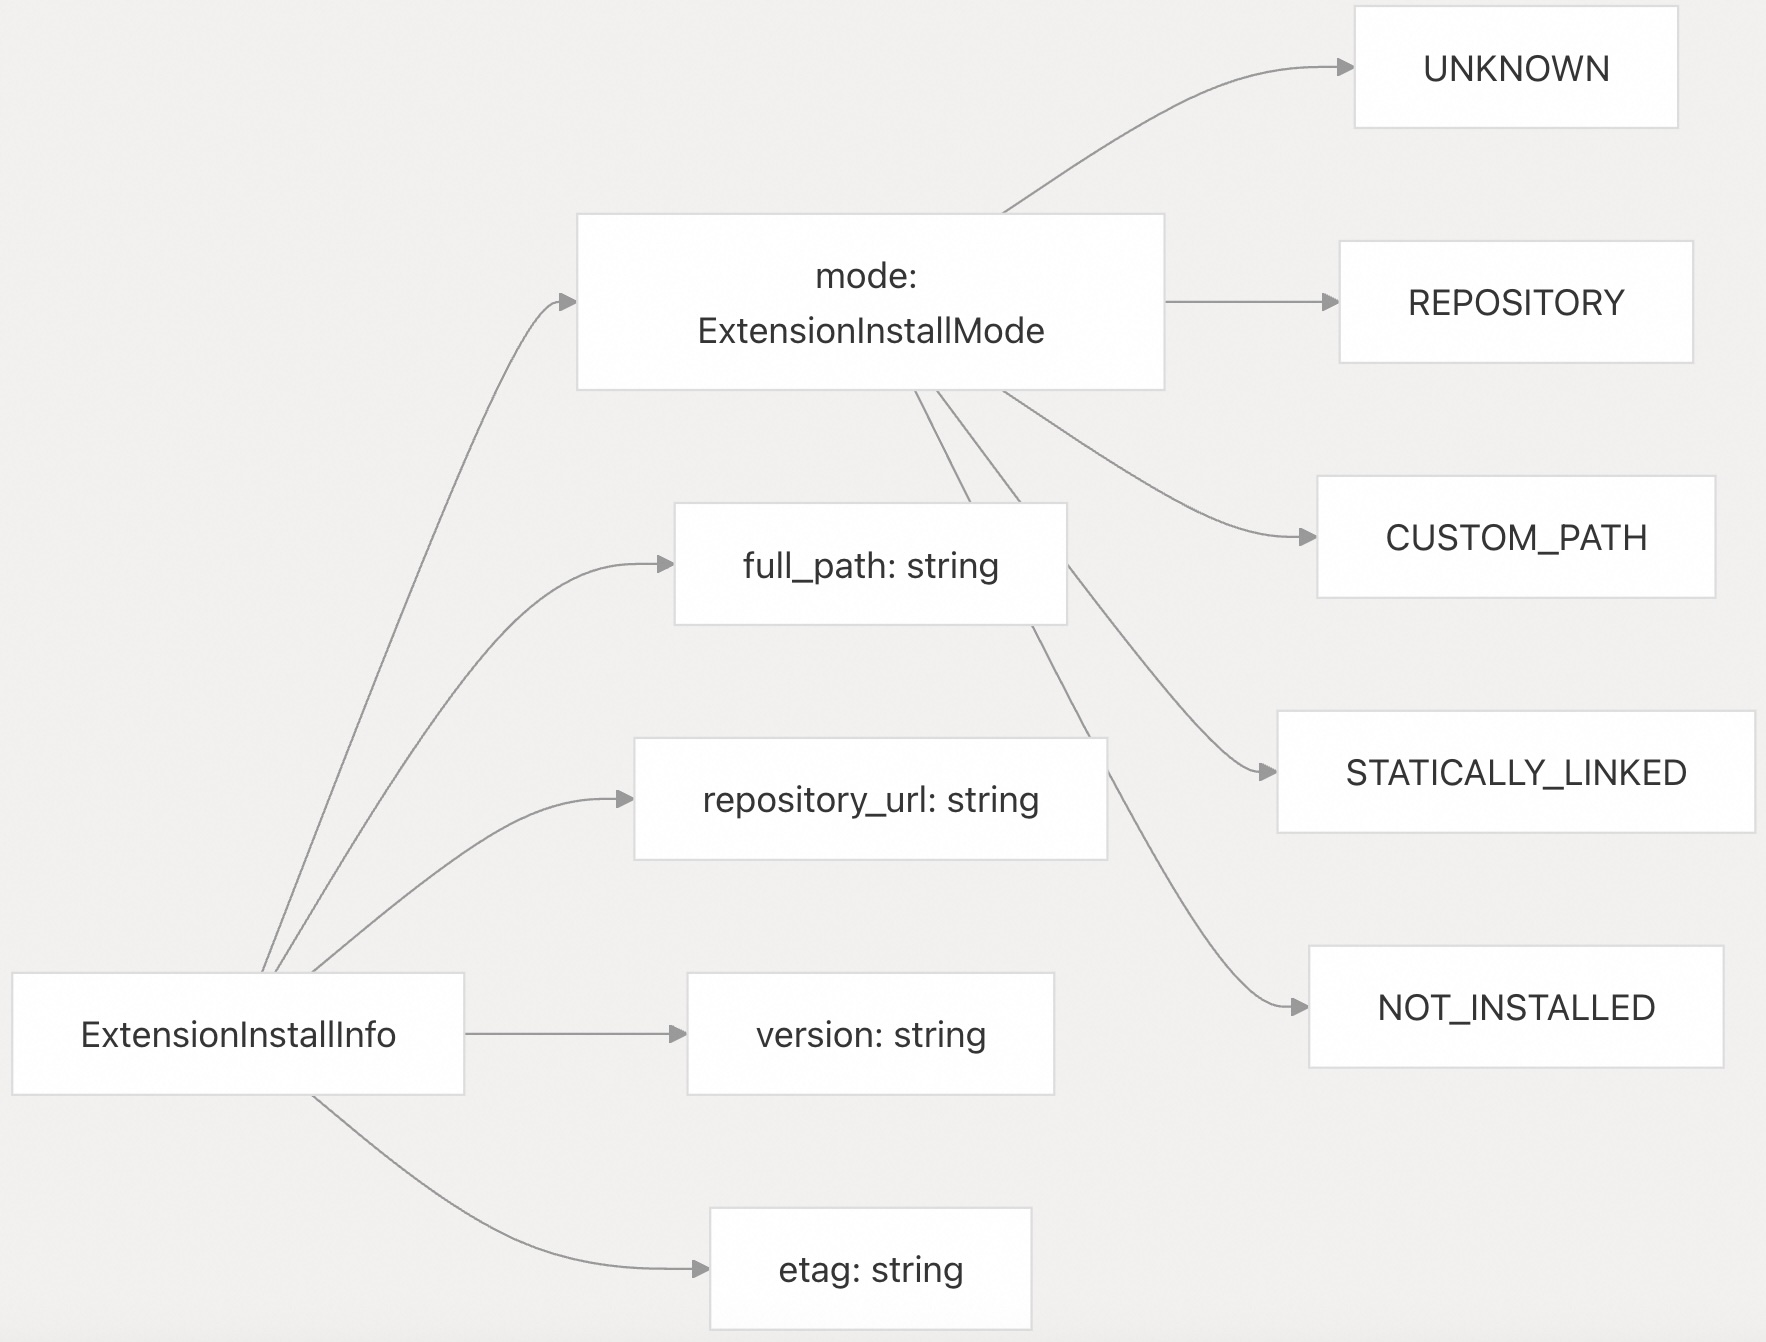 UNKNOWN
mode:
ExtensionInstallMode
REPOSITORY
CUSTOM_PATH
full_path: string
STATICALLY_LINKED
repository_url: string
NOT_INSTALLED
ExtensionInstallInfo
version: string
etag: string